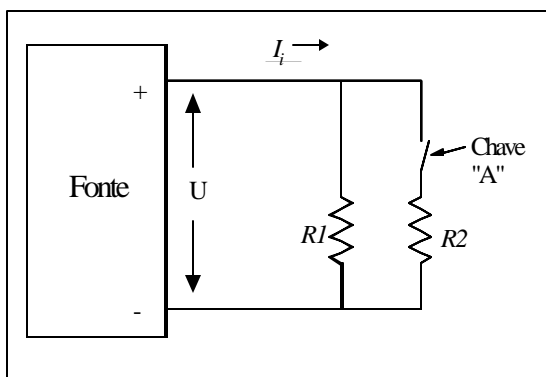 I_i
+
Fonte
U
Chave
"A"
R1
R2
-